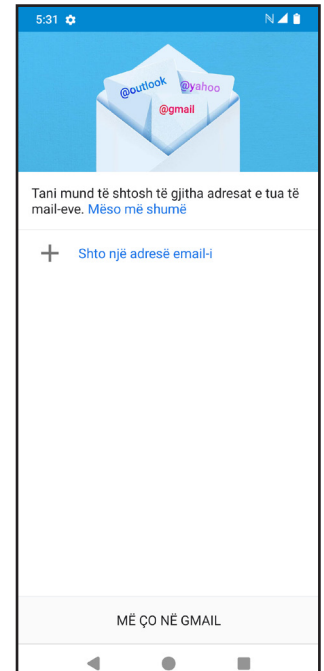 5:31
@outlook @yahoo
@gmail
Tani mund të shtosh të gjitha adresat e tua të
mail-eve. Mëso më shumë
Shto një adresë email-i
MË ÇO NË GMAIL